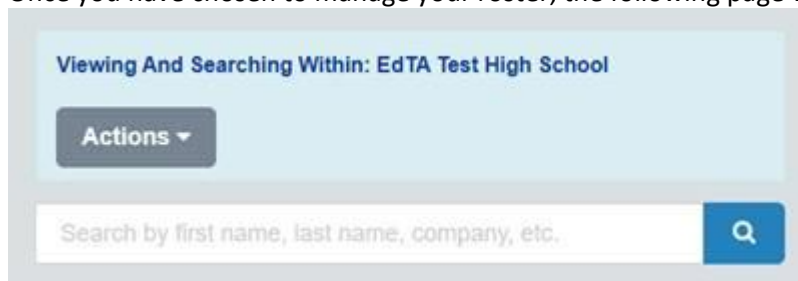 Once you have chosen to manage your roster, the following page
Viewing And Searching Within: EdTA Test High School
Actions
Search by first name, last name, company, etc.